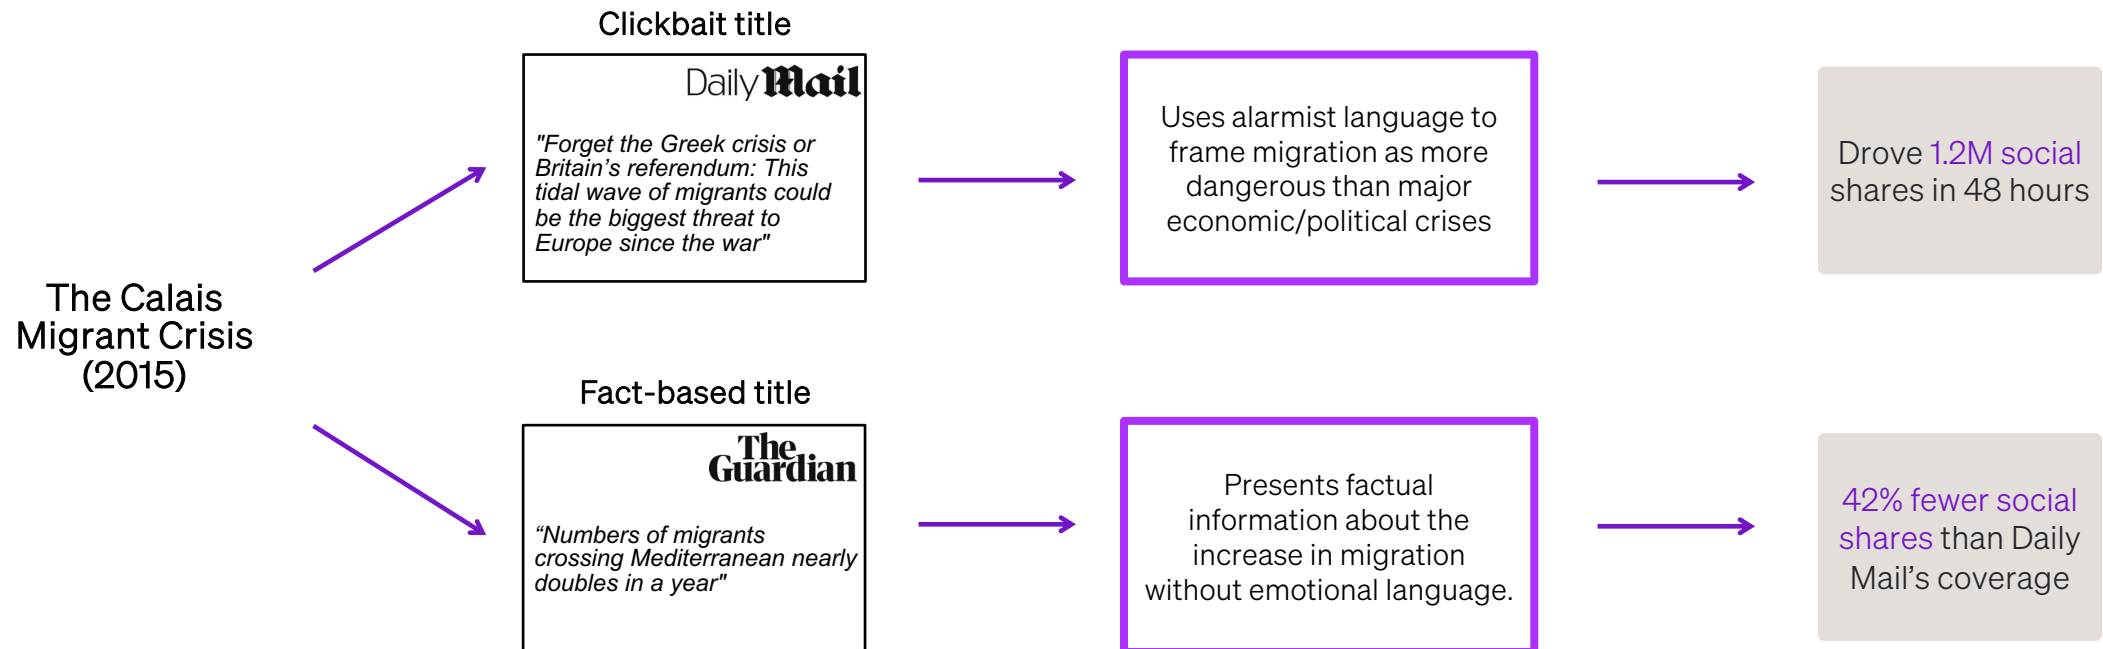 Clickbait title
Daily Mail
"Forget the Greek crisis or
Britain's referendum: This
tidal wave of migrants could
be the biggest threat to
Europe since the war"
Uses alarmist language to
frame migration as more
dangerous than major
economic/political crises
Drove 1.2M social
shares in 48 hours
The Calais
Migrant Crisis
(2015)
Fact-based title
The
Guardian
“Numbers of migrants
crossing Mediterranean nearly
doubles in a year"
Presents factual
information about the
increase in migration
without emotional language.
42% fewer social
shares than Daily
Mail’s coverage